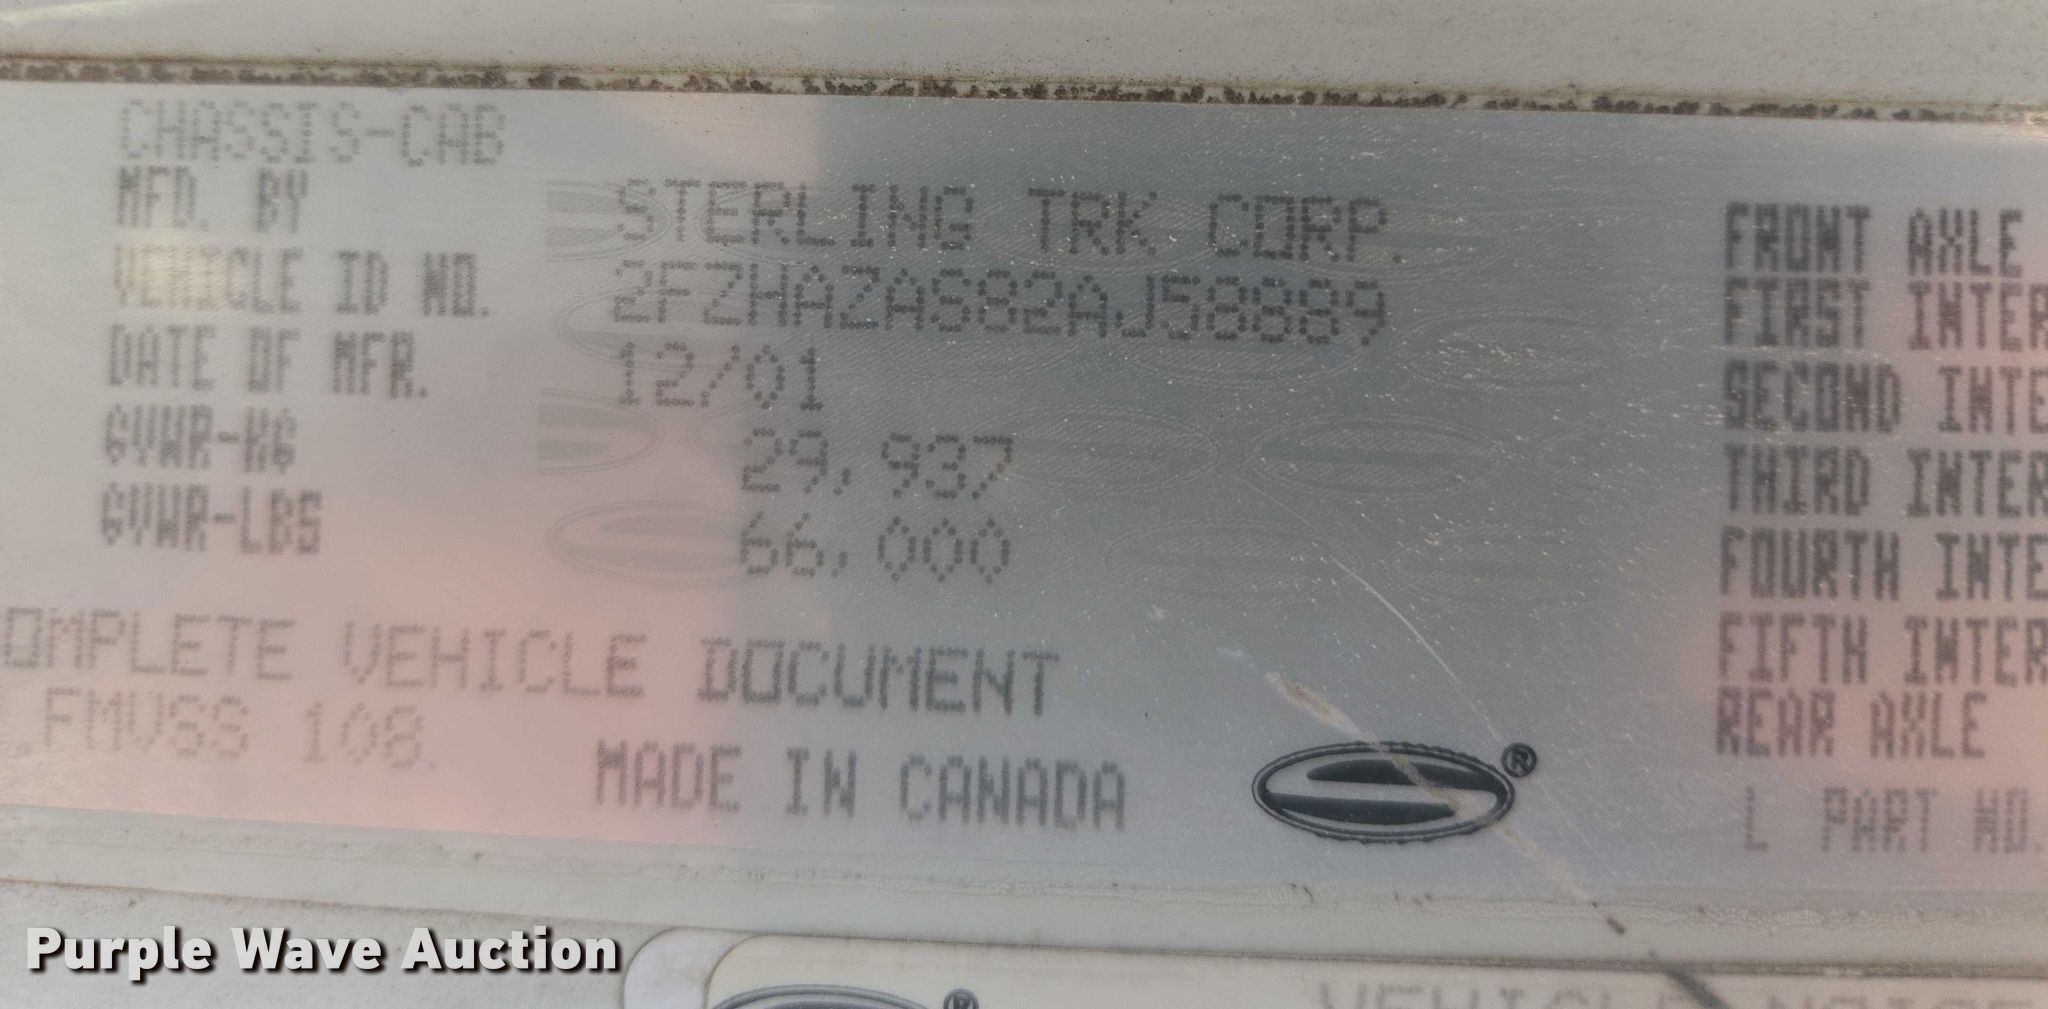 CHASSIS-CAB
MFD. BY STERLING TRK CORP.
VEHICLE ID NO. 2FZHAZAS82AJ58889
DATE OF MFR. 12/01
GVWR-KG 29,937
GVWR-LBS 66,000
OMPLETE VEHICLE DOCUMENT
FMVSS 108.
MADE IN CANADA
®
FRONT AXLE
FIRST INTER
SECOND INTE
THIRD INTER
FOURTH INTE
FIFTH INTER
REAR AXLE
L PART NO.
Purple Wave Auction
®